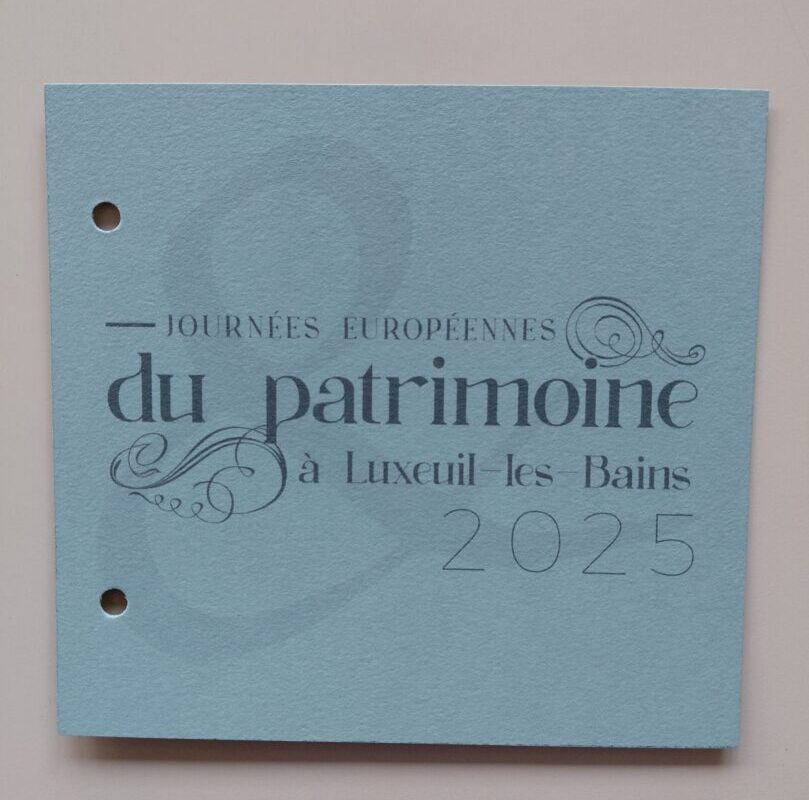 JOURNÉES EUROPÉENNES
du patrimoine
à Luxeuil-les-Bains
2025